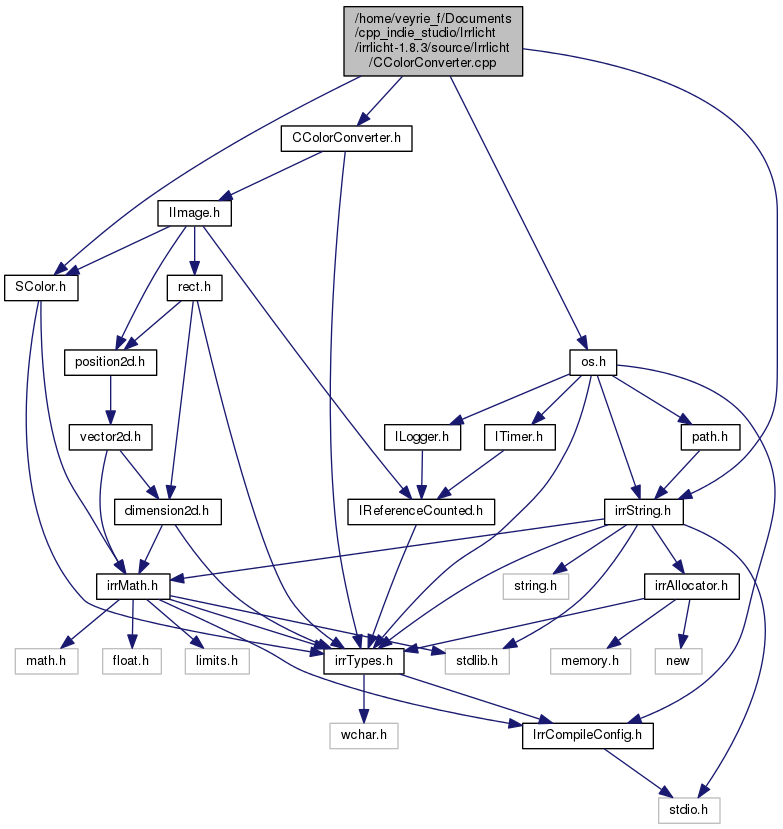 /home/veyrie_f/Documents
/cpp_indie_studio/Irrlicht
/irrlicht-1.8.3/source/Irrlicht
/CColorConverter.cpp
CColorConverter.h
IImage.h
SColor.h
rect.h
position2d.h
os.h
vector2d.h
ILogger.h
ITimer.h
path.h
dimension2d.h
IReferenceCounted.h
irrString.h
irrMath.h
string.h
irrAllocator.h
math.h
float.h
limits.h
irrTypes.h
stdlib.h
memory.h
new
wchar.h
IrrCompileConfig.h
stdio.h